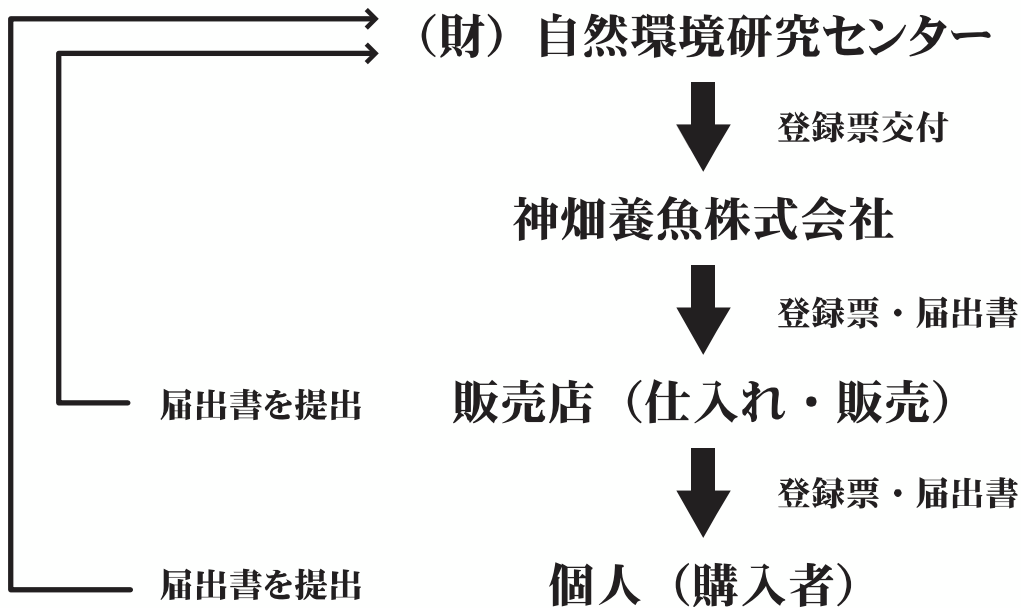 （財）自然環境研究センター
登録票交付
神畑養魚株式会社
登録票・届出書
届出書を提出
販売店（仕入れ・販売）
登録票・届出書
届出書を提出
個人（購入者）